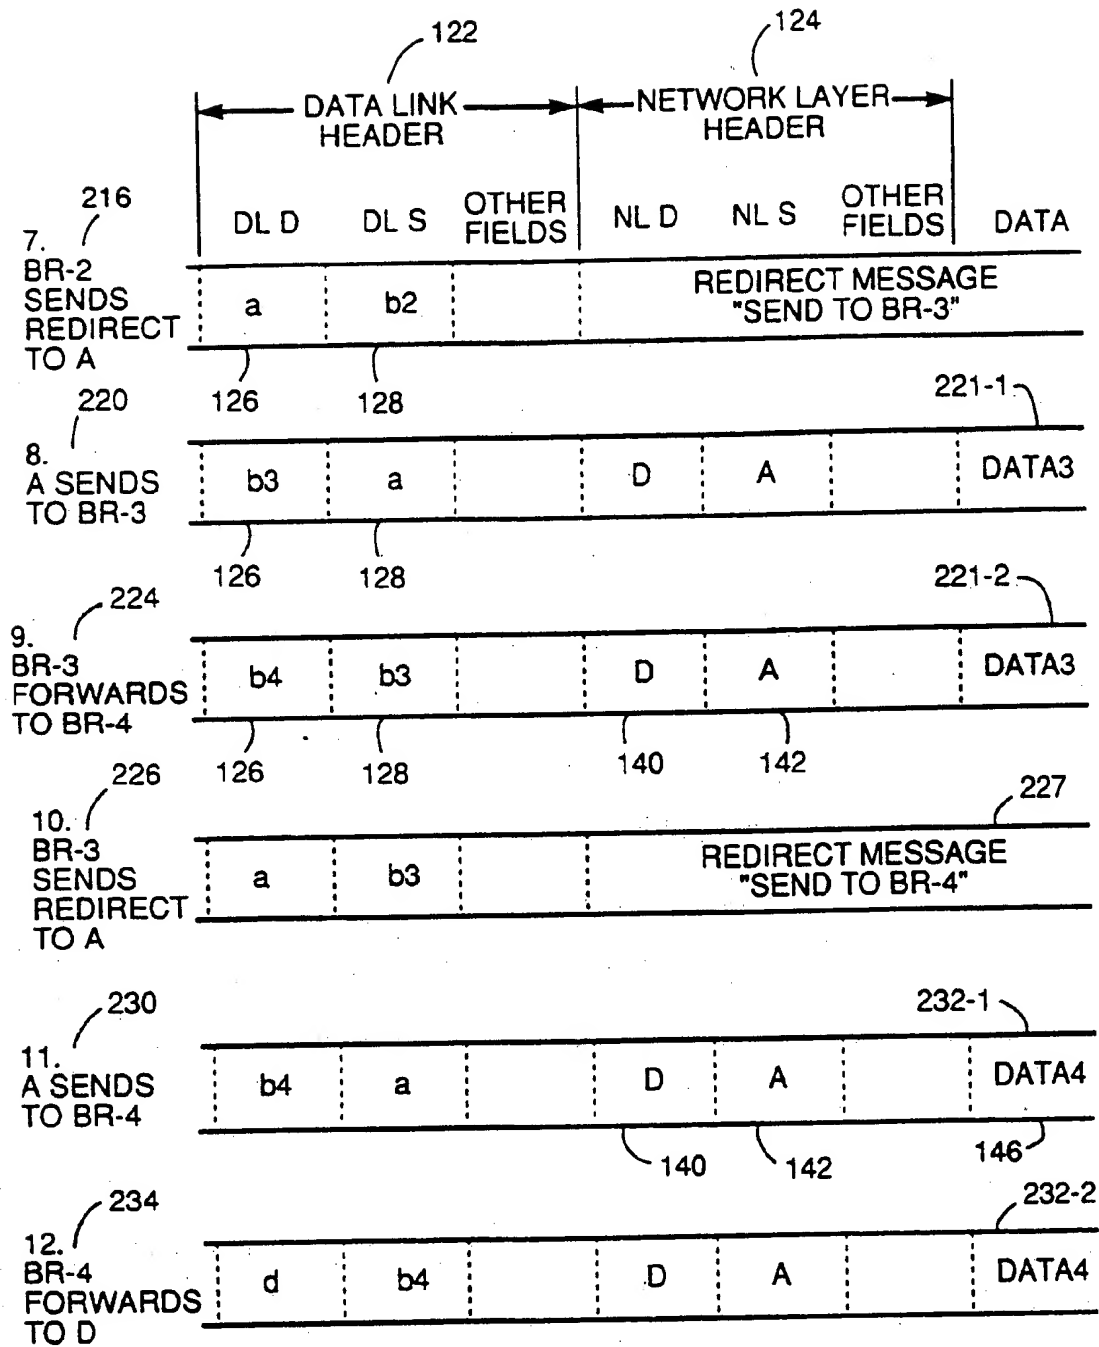 122
124
DATA LINK
HEADER
NETWORK LAYER
HEADER
DL D
DL S
OTHER
FIELDS
NL D
NL S
OTHER
FIELDS
DATA
216
7.
BR-2
SENDS
REDIRECT
TO A
a
b2
REDIRECT MESSAGE
"SEND TO BR-3"
126
128
220
221-1
8.
A SENDS
TO BR-3
b3
a
D
A
DATA3
126
128
224
221-2
9.
BR-3
FORWARDS
TO BR-4
b4
b3
D
A
DATA3
126
128
140
142
226
227
10.
BR-3
SENDS
REDIRECT
TO A
a
b3
REDIRECT MESSAGE
"SEND TO BR-4"
230
232-1
11.
A SENDS
TO BR-4
b4
a
D
A
DATA4
140
142
146
234
232-2
12.
BR-4
FORWARDS
TO D
d
b4
D
A
DATA4